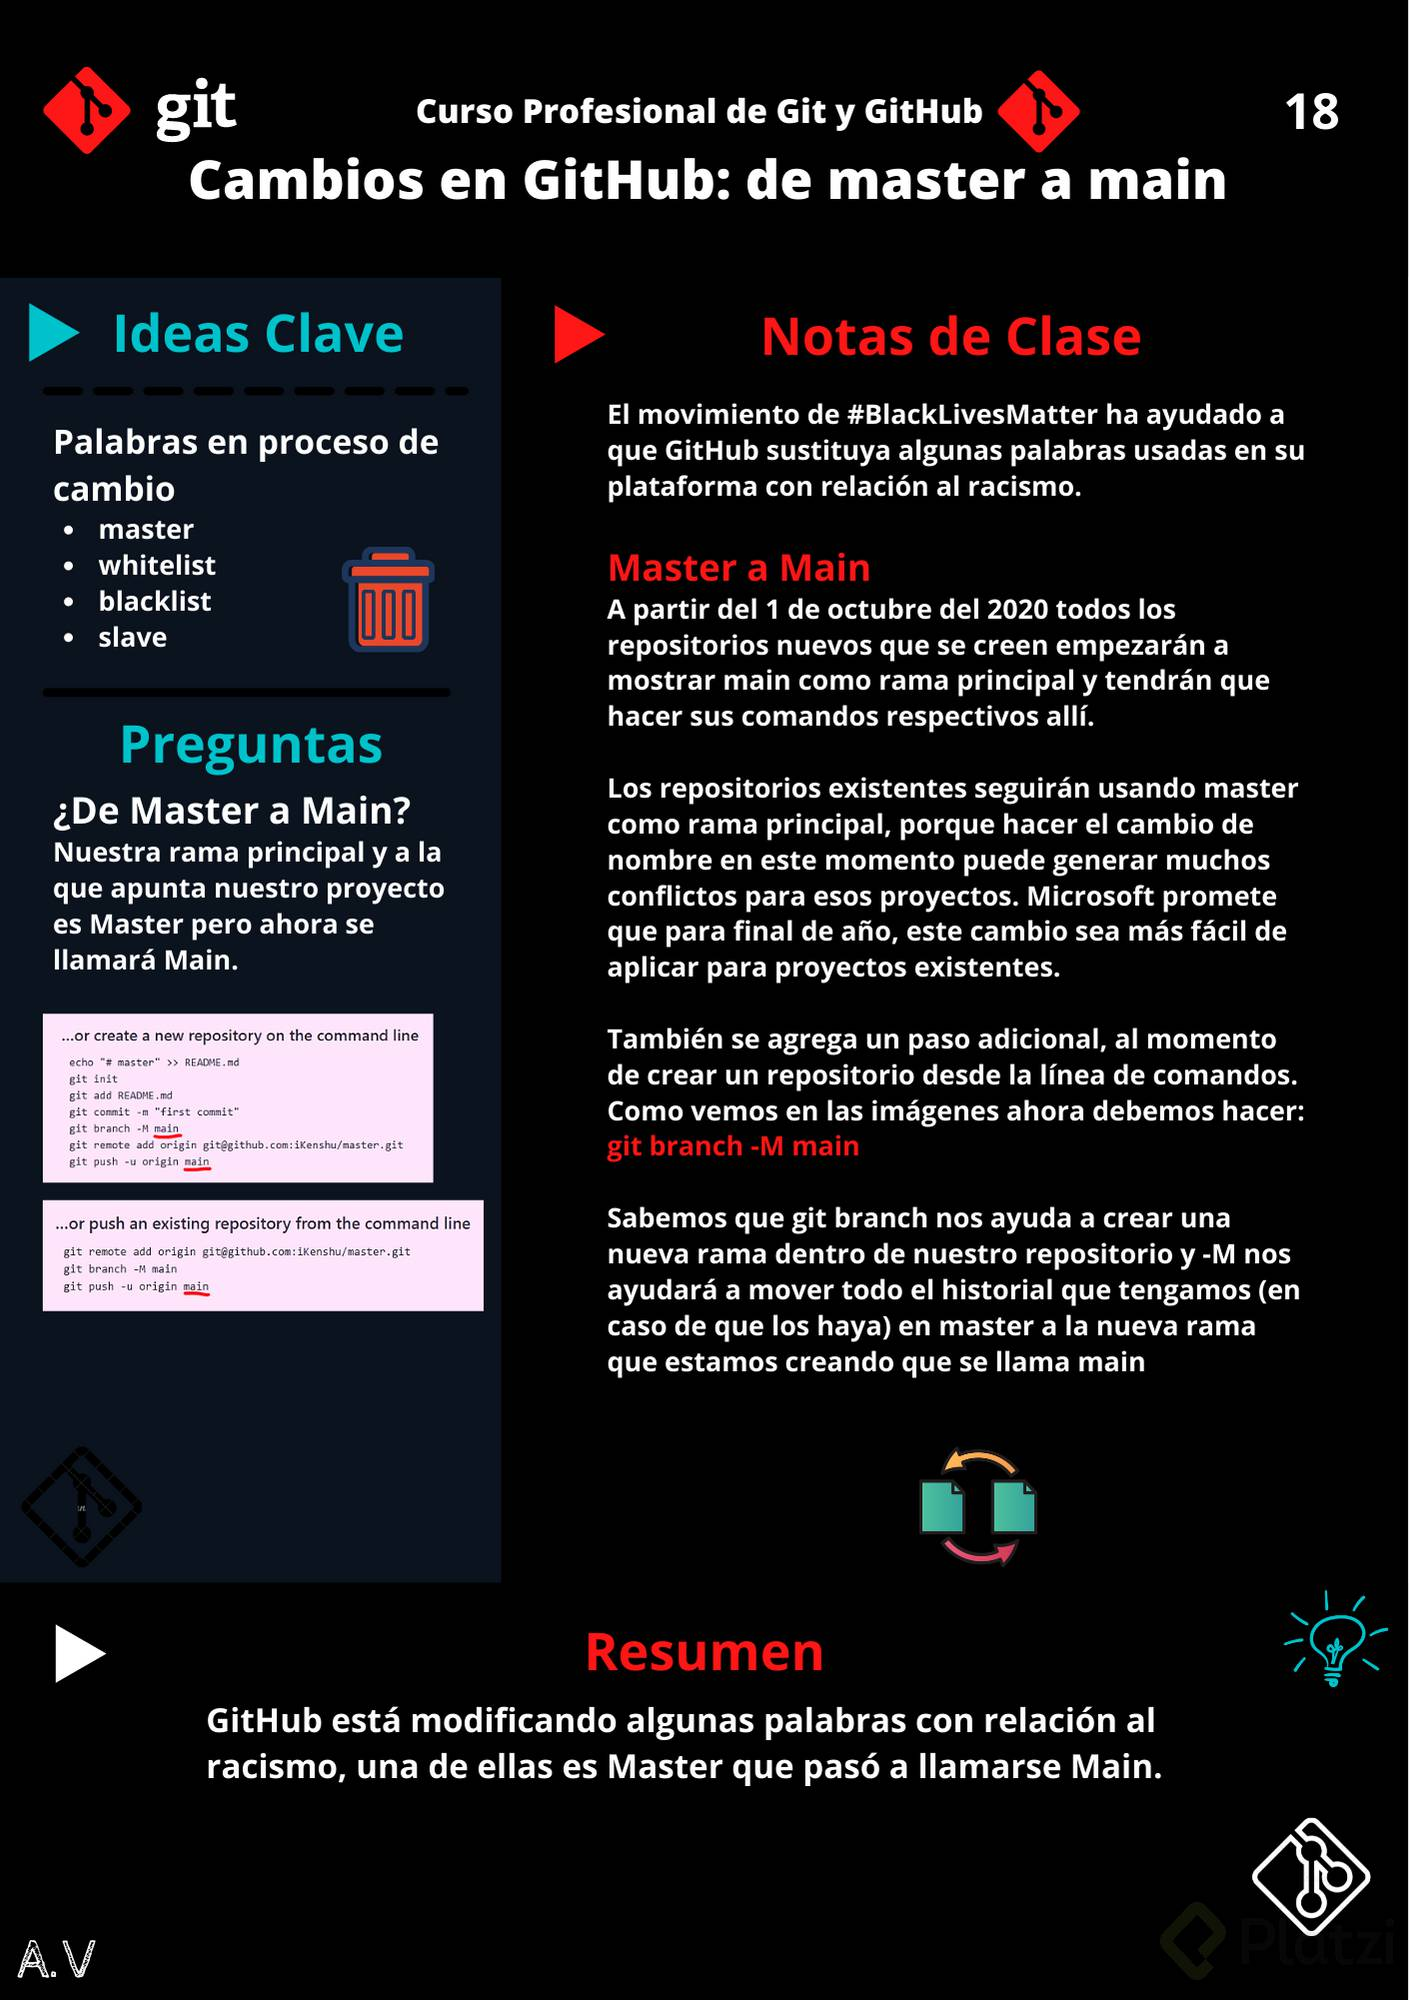 git
Curso Profesional de Git y GitHub
18
Cambios en GitHub: de master a main
Ideas Clave
Palabras en proceso de
cambio
• master
• whitelist
• blacklist
• slave
Preguntas
¿De Master a Main?
Nuestra rama principal y a la
que apunta nuestro proyecto
es Master pero ahora se
llamará Main.
...or create a new repository on the command line
echo "# master" >> README.md
git init
git add README.md
git commit -m "first commit"
git branch -M main
git remote add origin git@github.com:iKenshu/master.git
git push -u origin main
...or push an existing repository from the command line
git remote add origin git@github.com:iKenshu/master.git
git branch -M main
git push -u origin main
Notas de Clase
El movimiento de #BlackLivesMatter ha ayudado a
que GitHub sustituya algunas palabras usadas en su
plataforma con relación al racismo.
Master a Main
A partir del 1 de octubre del 2020 todos los
repositorios nuevos que se creen empezarán a
mostrar main como rama principal y tendrán que
hacer sus comandos respectivos allí.
Los repositorios existentes seguirán usando master
como rama principal, porque hacer el cambio de
nombre en este momento puede generar muchos
conflictos para esos proyectos. Microsoft promete
que para final de año, este cambio sea más fácil de
aplicar para proyectos existentes.
También se agrega un paso adicional, al momento
de crear un repositorio desde la línea de comandos.
Como vemos en las imágenes ahora debemos hacer:
git branch -M main
Sabemos que git branch nos ayuda a crear una
nueva rama dentro de nuestro repositorio y -M nos
ayudará a mover todo el historial que tengamos (en
caso de que los haya) en master a la nueva rama
que estamos creando que se llama main
Resumen
GitHub está modificando algunas palabras con relación al
racismo, una de ellas es Master que pasó a llamarse Main.
A.V
Platzi